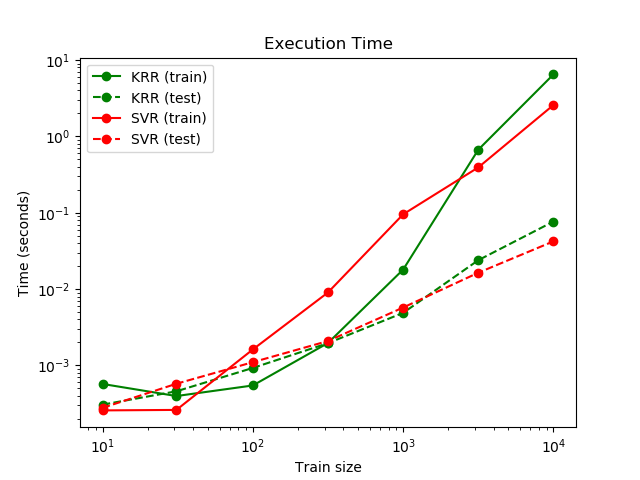 Execution Time
KRR (train)
KRR (test)
SVR (train)
SVR (test)
Time (seconds)
10¹
10⁰
10⁻¹
10⁻²
10⁻³
10¹
10²
10³
10⁴
Train size